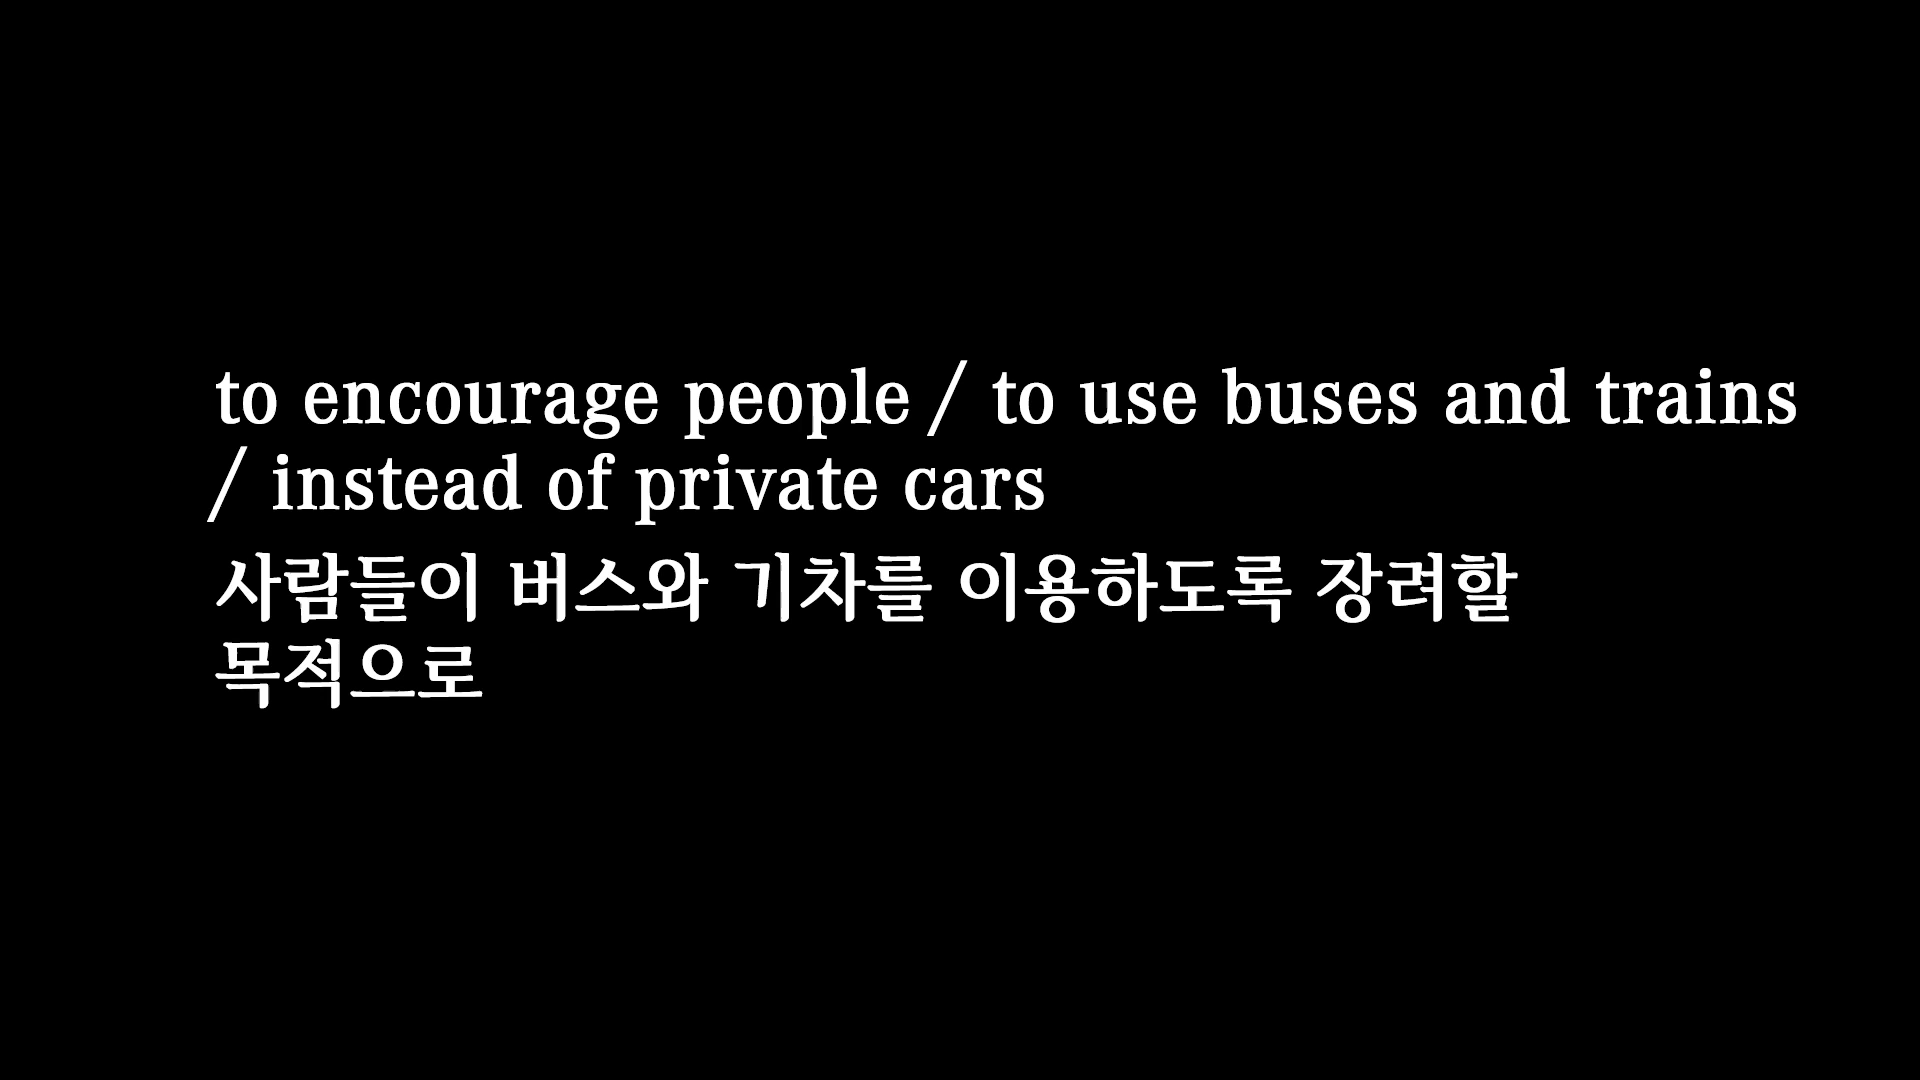 to encourage people / to use buses and trains
/ instead of private cars
사람들이 버스와 기차를 이용하도록 장려할
목적으로